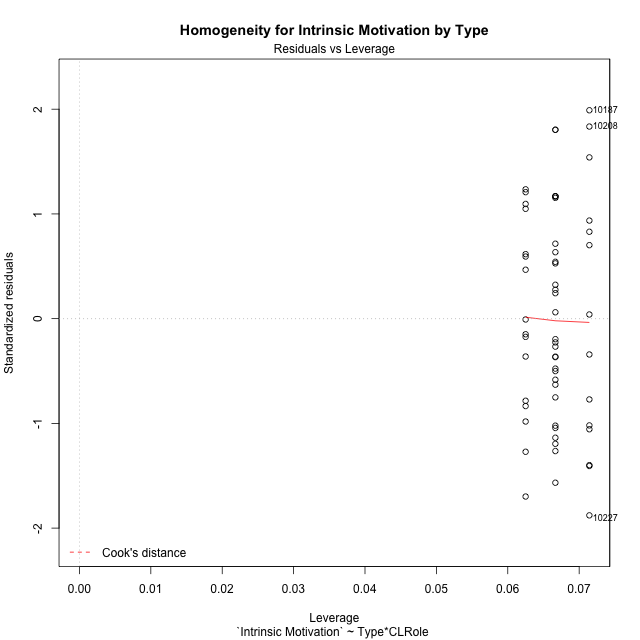 Homogeneity for Intrinsic Motivation by Type
Residuals vs Leverage
Standardized residuals
2
1
0
-1
-2
10187
10208
10227
Cook's distance
0.00 0.01 0.02 0.03 0.04 0.05 0.06 0.07
Leverage
`Intrinsic Motivation` ~ Type*CLRole